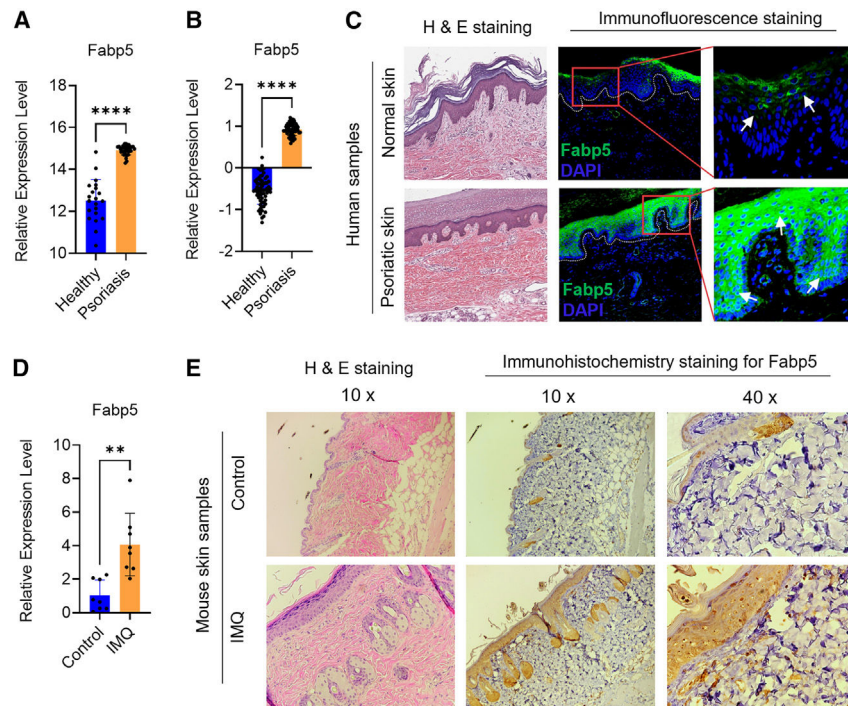 A
Fabp5
Relative Expression Level
18
16
14
12
10
****
Healthy
Psoriasis
B
Fabp5
Relative Expression Level
2
1
0
-1
-2
****
Healthy
Psoriasis
C
H & E staining
Immunofluorescence staining
Human samples
Normal skin
Psoriatic skin
Fabp5
DAPI
Fabp5
DAPI
D
Fabp5
Relative Expression Level
10
8
6
4
2
0
**
Control
IMQ
E
H & E staining
Immunohistochemistry staining for Fabp5
10 x
10 x
40 x
Mouse skin samples
Control
IMQ